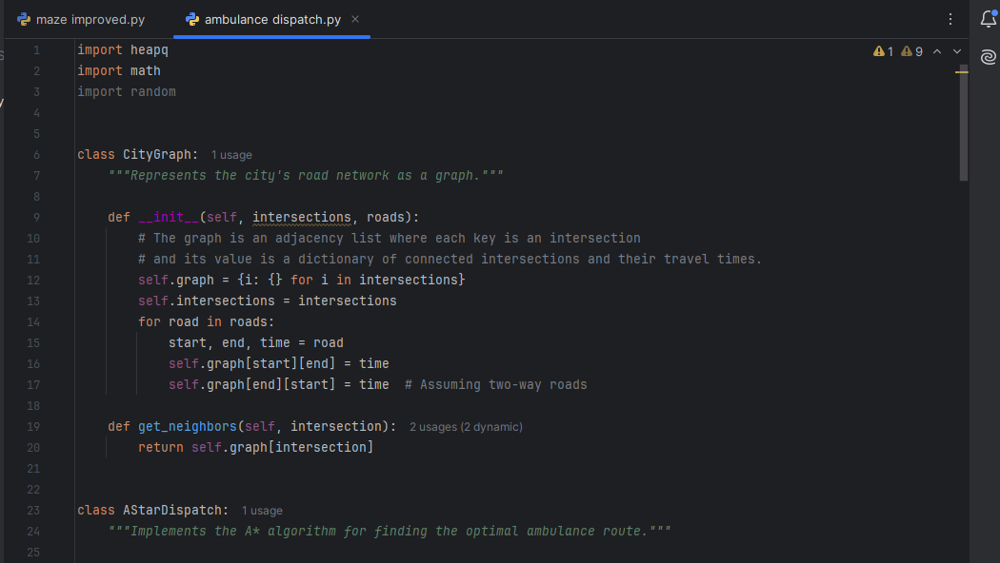 maze improved.py
ambulance dispatch.py
1 9
1 import heapq
2 import math
3 import random
4
5
6 class CityGraph: 1 usage
7 """Represents the city's road network as a graph."""
8
9 def __init__(self, intersections, roads):
10 # The graph is an adjacency list where each key is an intersection
11 # and its value is a dictionary of connected intersections and their travel times.
12 self.graph = {i: {} for i in intersections}
13 self.intersections = intersections
14 for road in roads:
15 start, end, time = road
16 self.graph[start][end] = time
17 self.graph[end][start] = time  # Assuming two-way roads
18
19 def get_neighbors(self, intersection): 2 usages (2 dynamic)
20 return self.graph[intersection]
21
22
23 class AStarDispatch: 1 usage
24 """Implements the A* algorithm for finding the optimal ambulance route."""
25